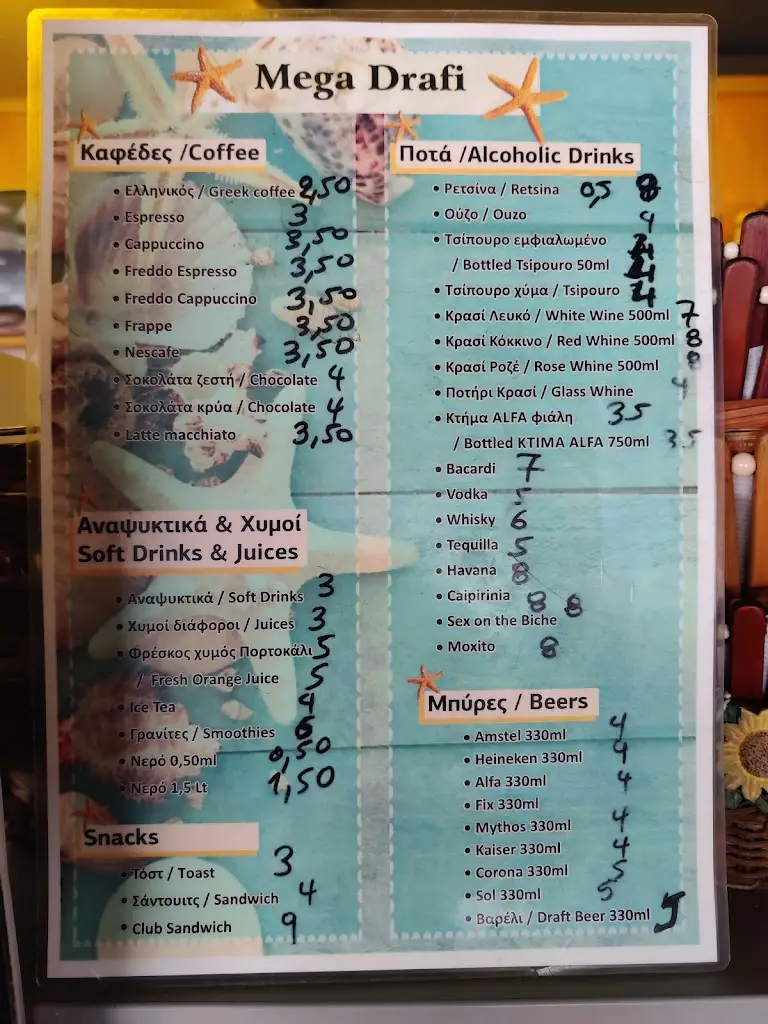 Mega Drafi
Καφέδες /Coffee
• Ελληνικός / Greek coffee 2,50
• Espresso 3
• Cappuccino 3,50
• Freddo Espresso 3,50
• Freddo Cappuccino 3,50
• Frappe 3,50
• Nescafe 3,50
• Σοκολάτα ζεστή / Chocolate 4
• Σοκολάτα κρύα / Chocolate 4
• Latte macchiato 3,50
Αναψυκτικά & Χυμοί
Soft Drinks & Juices
• Αναψυκτικά / Soft Drinks 3
• Χυμοί διάφοροι / Juices 3
• Φρέσκος χυμός Πορτοκάλι 5
/ Fresh Orange Juice 5
• Ice Tea 4
• Γρανίτες / Smoothies 6
• Νερό 0,50ml 0,50
• Νερό 1,5 Lt 1,50
Snacks
• Τόστ / Toast 3
• Σάντουιτς / Sandwich 4
• Club Sandwich 9
Ποτά /Alcoholic Drinks
• Ρετσίνα / Retsina 0,5 8
• Ούζο / Ouzo 4
• Τσίπουρο εμφιαλωμένο
/ Bottled Tsipouro 50ml 4
• Τσίπουρο χύμα / Tsipouro 4
• Κρασί Λευκό / White Wine 500ml 7
• Κρασί Κόκκινο / Red Whine 500ml 8
• Κρασί Ροζέ / Rose Whine 500ml 8
• Ποτήρι Κρασί / Glass Whine 4
• Κτήμα ALFA φιάλη 35
/ Bottled KTIMA ALFA 750ml 35
• Bacardi 7
• Vodka
• Whisky 6
• Tequilla 5
• Havana 8
• Caipirinia 8
• Sex on the Biche 8
• Moxito 8
Μπύρες / Beers
• Amstel 330ml 4
• Heineken 330ml 4
• Alfa 330ml 4
• Fix 330ml
• Mythos 330ml 4
• Kaiser 330ml 4
• Corona 330ml 5
• Sol 330ml 5
• Βαρέλι / Draft Beer 330ml 5